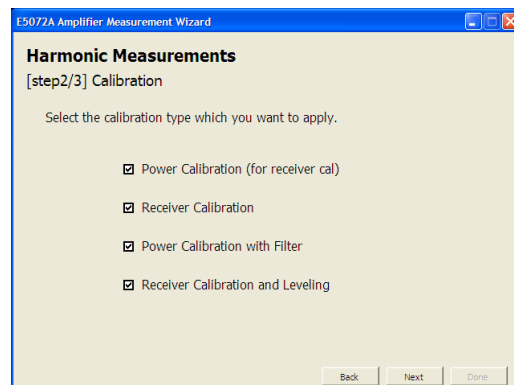 E5072A Amplifier Measurement Wizard
Harmonic Measurements
[step2/3] Calibration
Select the calibration type which you want to apply.
Power Calibration (for receiver cal)
Receiver Calibration
Power Calibration with Filter
Receiver Calibration and Leveling
Back Next Done